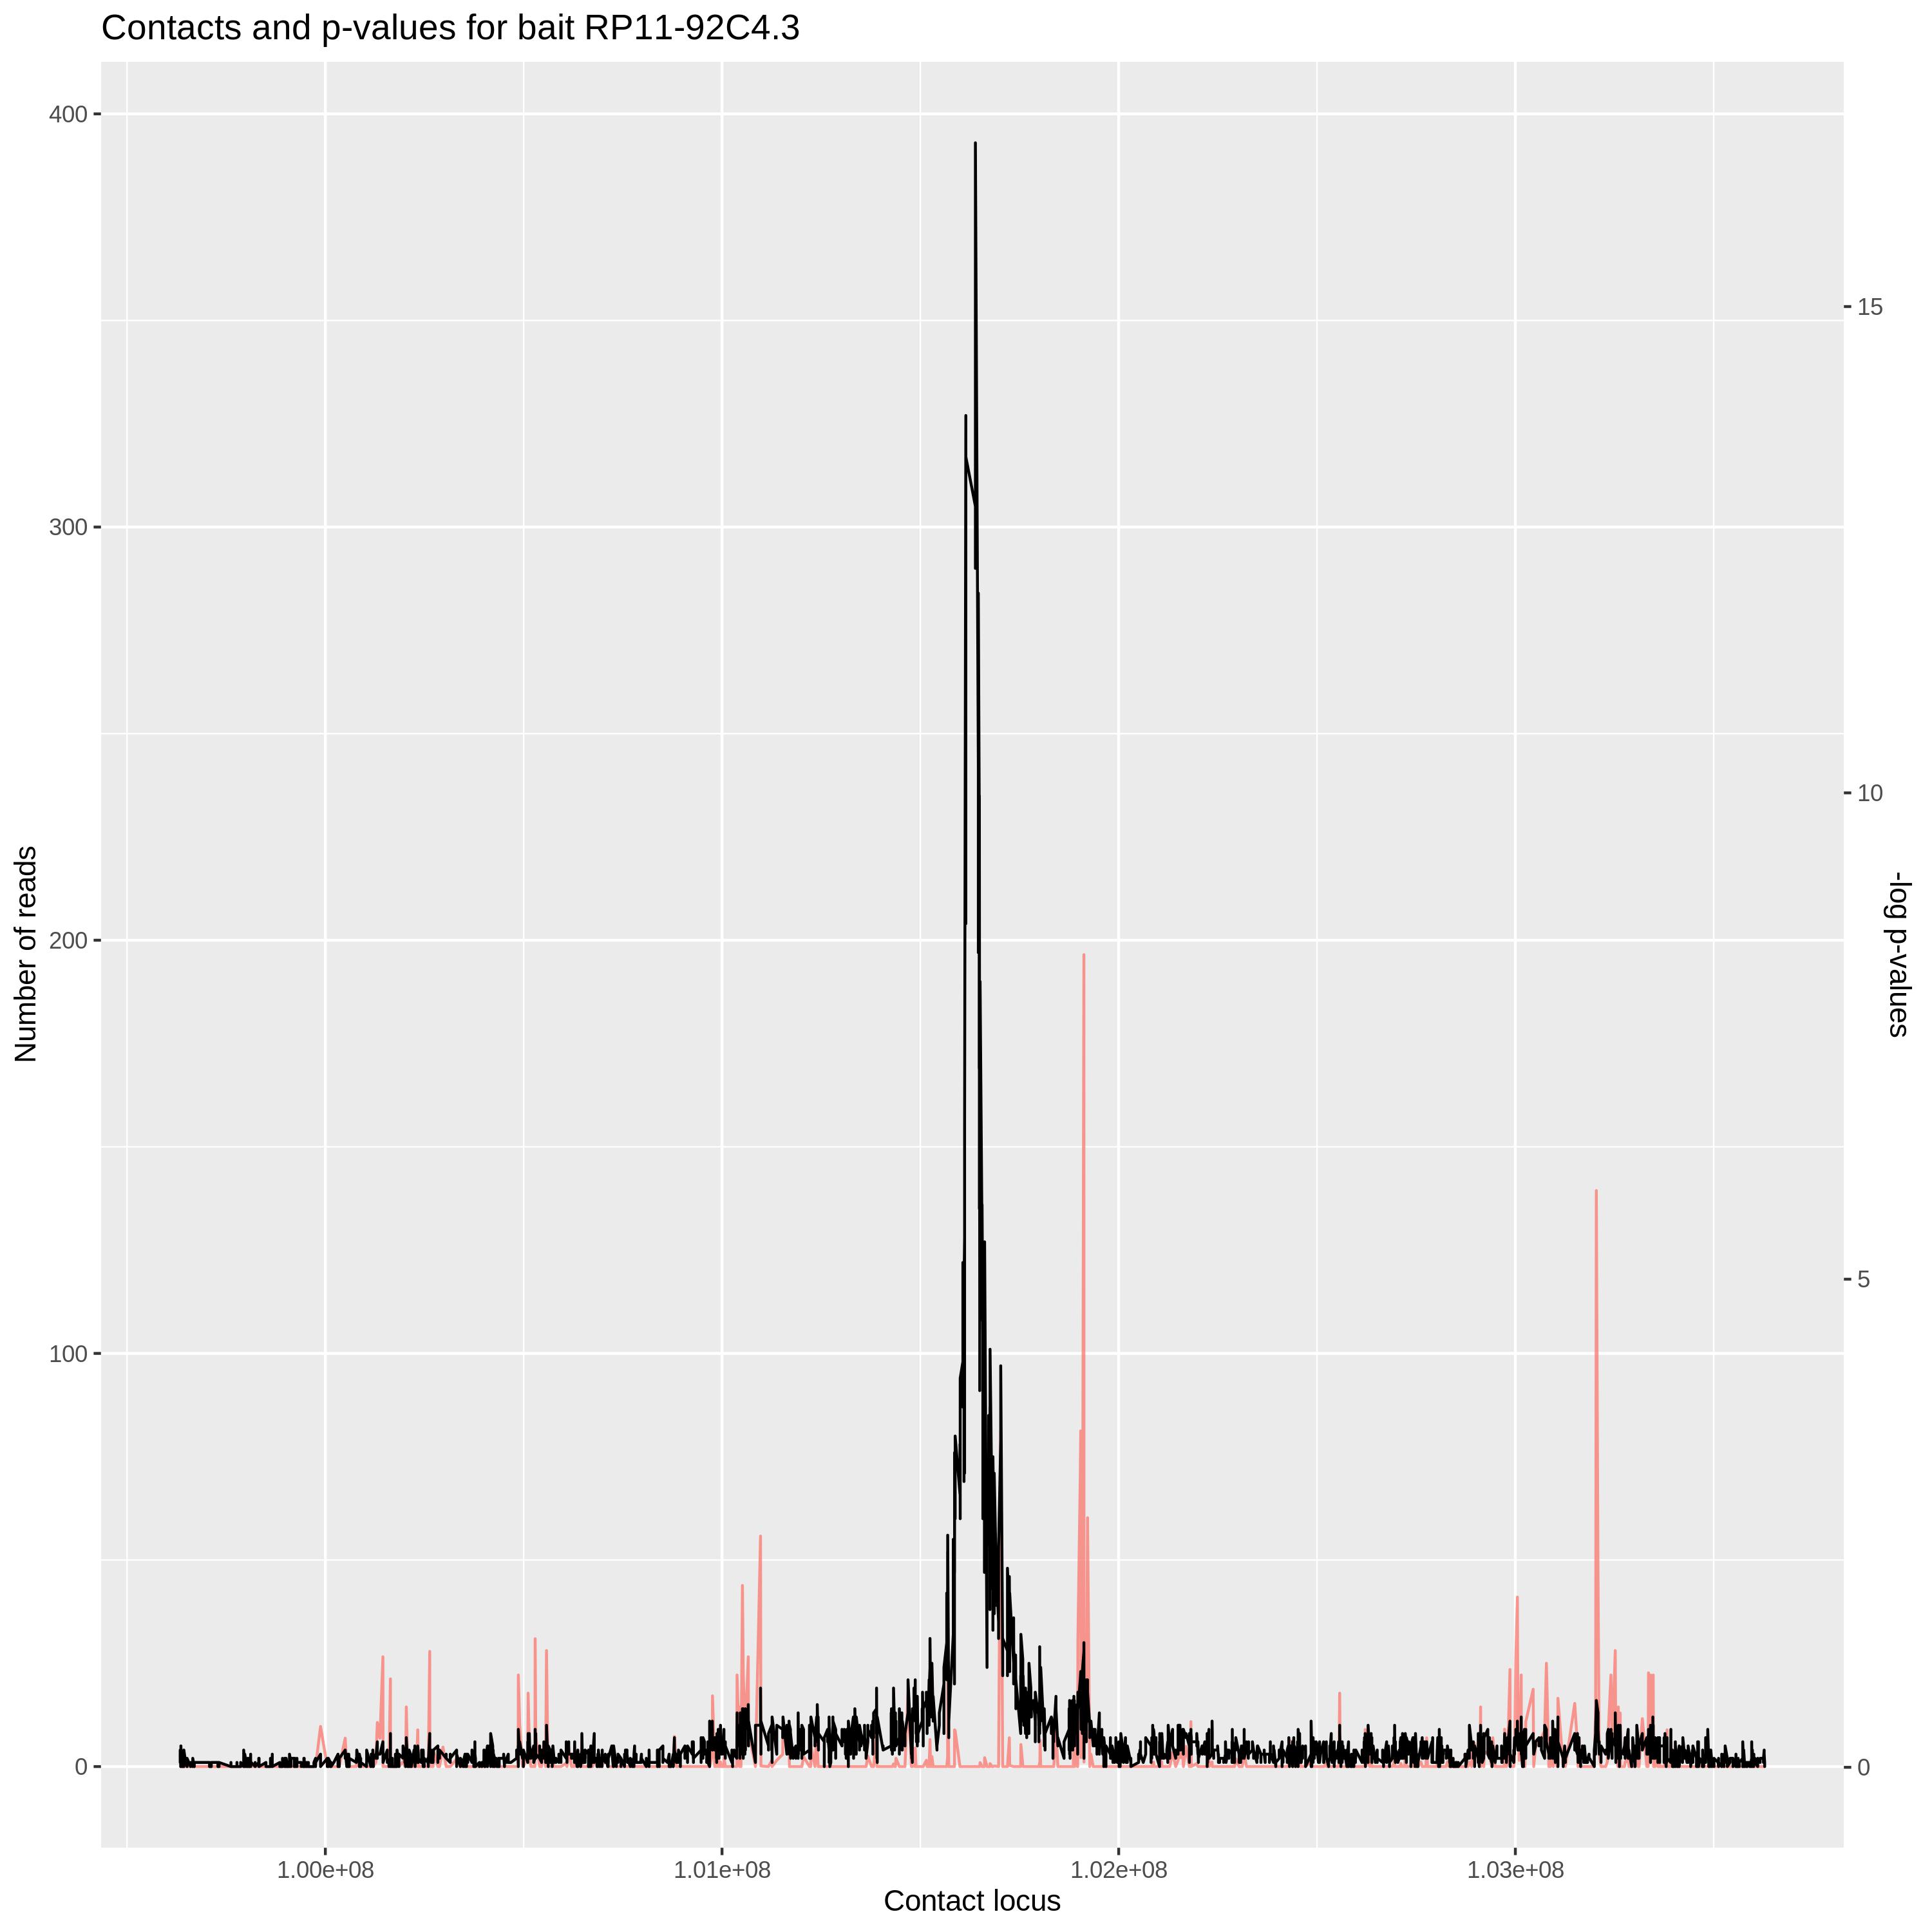 Contacts and p-values for bait RP11-92C4.3
400
300
200
100
0
Number of reads
15
10
5
0
-log p-values
1.00e+08 1.01e+08 1.02e+08 1.03e+08
Contact locus